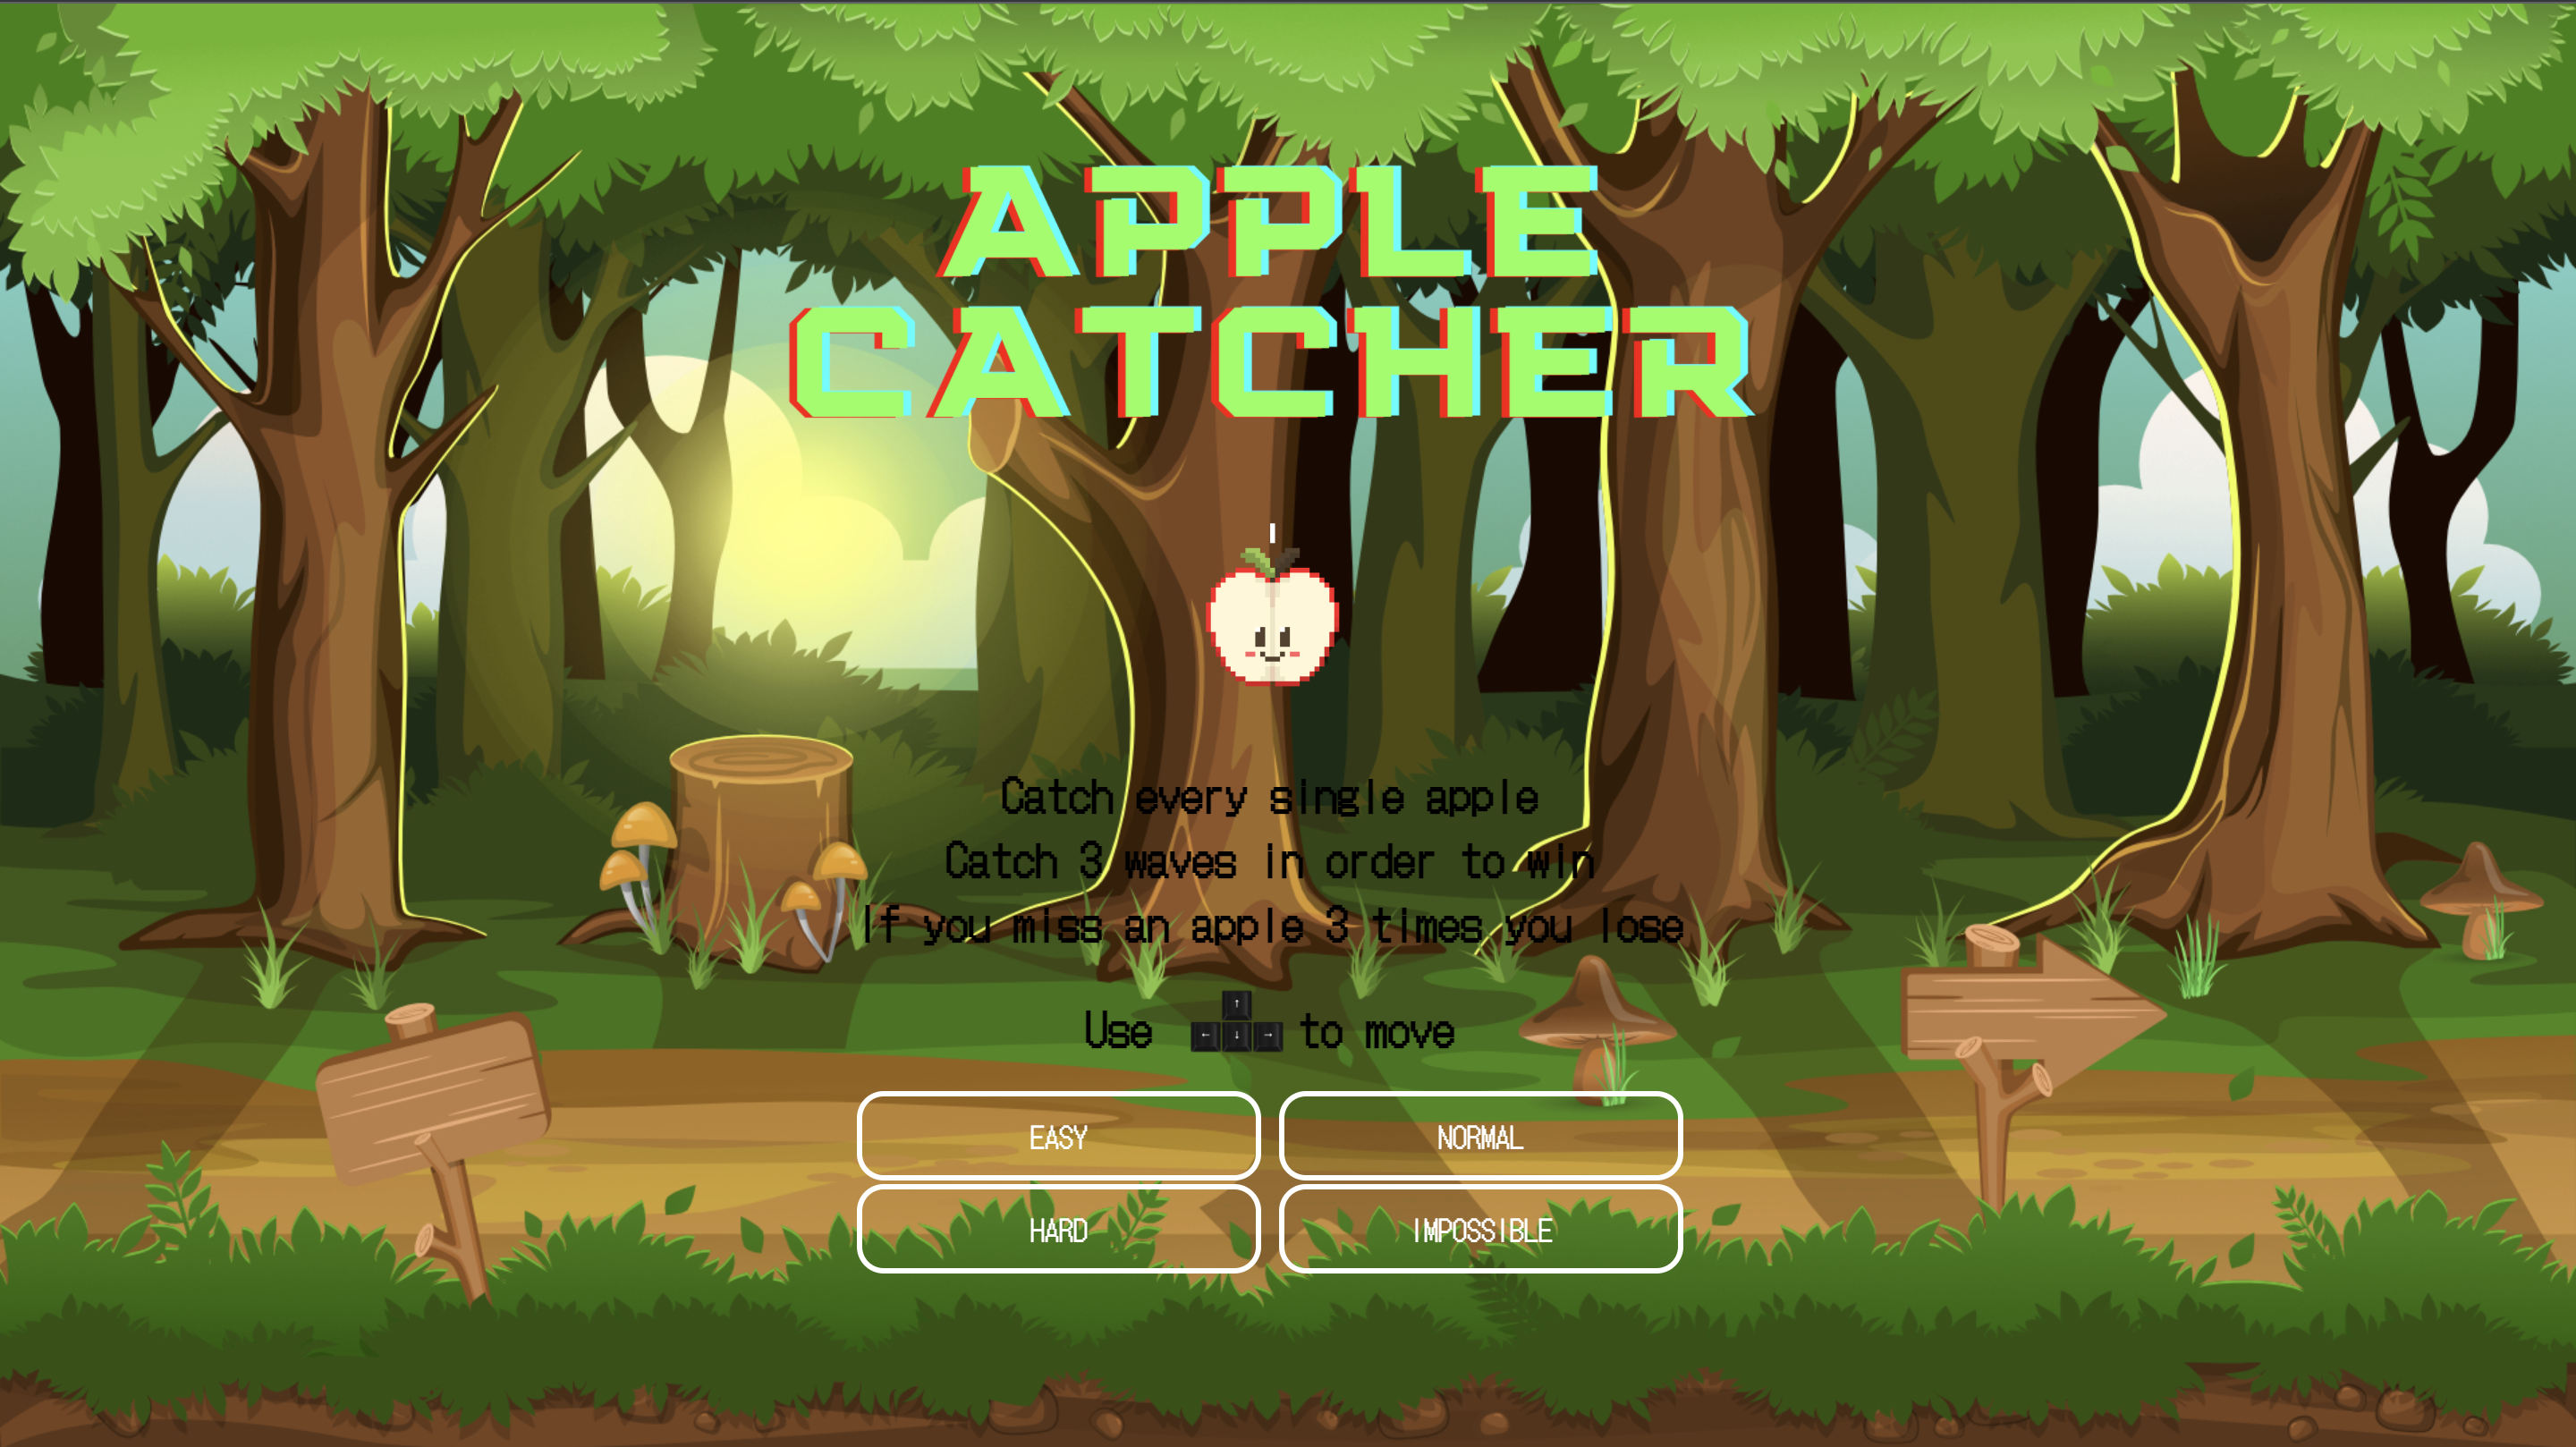 APPLE
CATCHER
Catch every single apple
Catch 3 waves in order to win
If you miss an apple 3 times you lose
Use ↑ ← ↓ → to move
EASY NORMAL
HARD IMPOSSIBLE